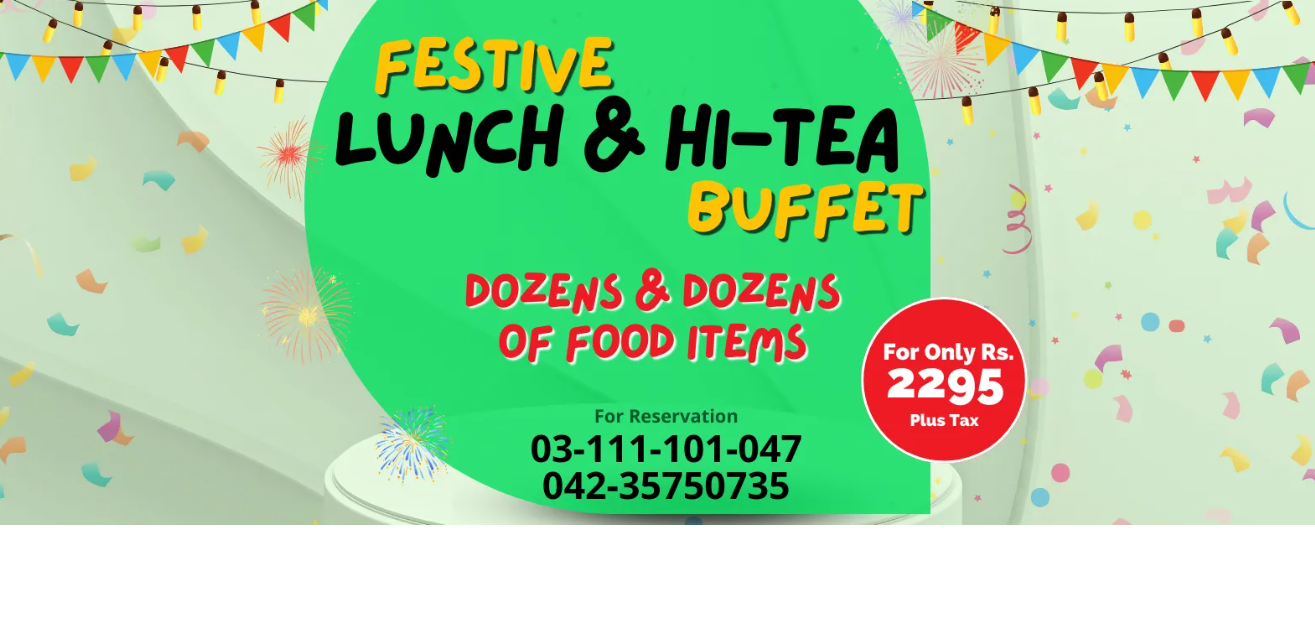 FESTIVE
LUNCH & HI-TEA
BUFFET
DOZENS & DOZENS
OF FOOD ITEMS
For Only Rs.
2295
Plus Tax
For Reservation
03-111-101-047
042-35750735